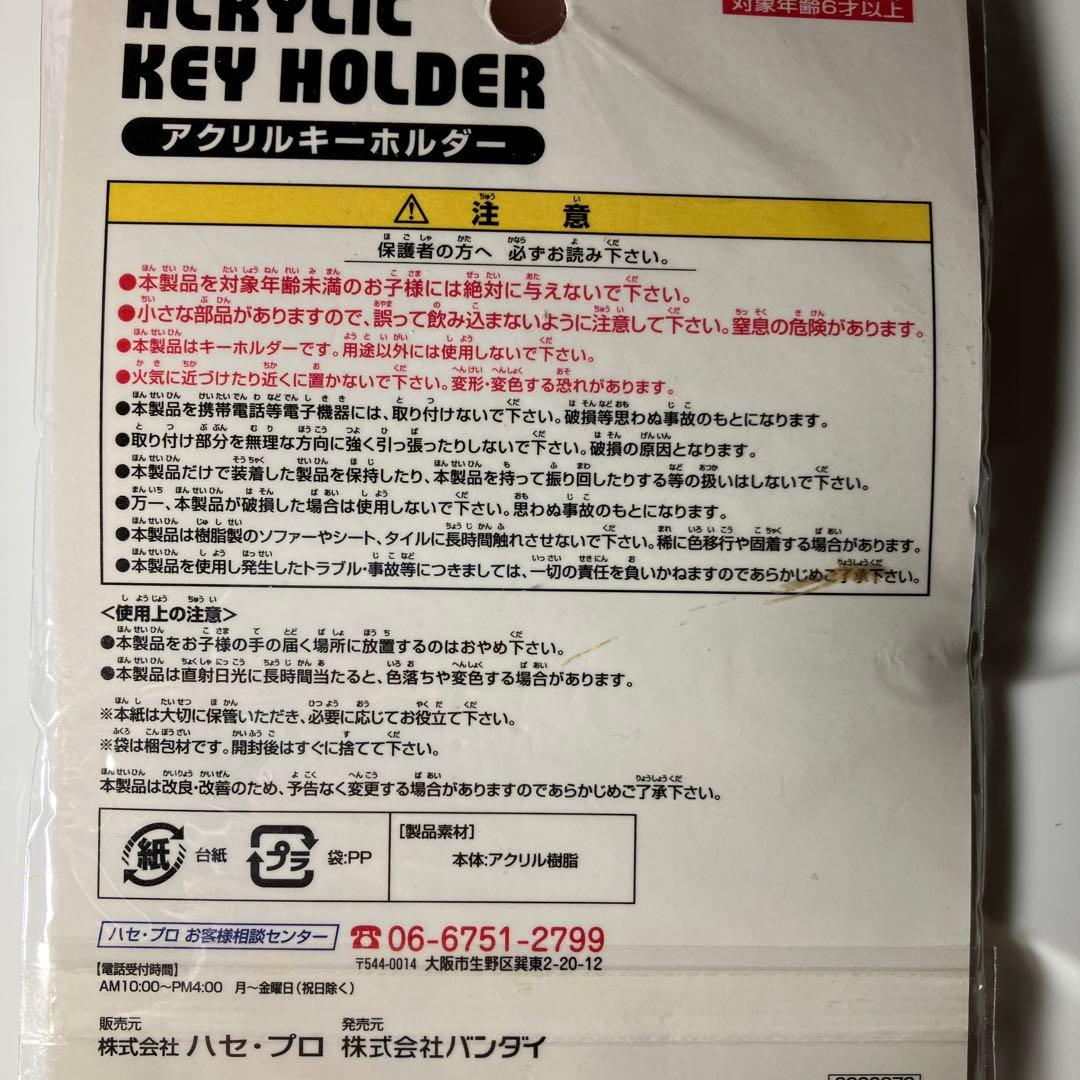 ACRYLIC
対象年齢6才以上
KEY HOLDER
アクリルキーホルダー
注意
保護者の方へ 必ずお読み下さい。
●本製品を対象年齢未満のお子様には絶対に与えないで下さい。
●小さな部品がありますので、誤って飲み込まないように注意して下さい。窒息の危険があります。
●本製品はキーホルダーです。用途以外には使用しないで下さい。
●火気に近づけたり近くに置かないで下さい。変形・変色する恐れがあります。
●本製品を携帯電話等電子機器には、取り付けないで下さい。破損等思わぬ事故のもとになります。
●取り付け部分を無理な方向に強く引っ張ったりしないで下さい。破損の原因となります。
●本製品だけで装着した製品を保持したり、本製品を持って振り回したりする等の扱いはしないで下さい。
●万一、本製品が破損した場合は使用しないで下さい。思わぬ事故のもとになります。
●本製品は樹脂製のソファーやシート、タイルに長時間触れさせないで下さい。稀に色移行や固着する場合があります。
●本製品を使用し発生したトラブル・事故等につきましては、一切の責任を負いかねますのであらかじめご了承下さい。
<使用上の注意>
●本製品をお子様の手の届く場所に放置するのはおやめ下さい。
●本製品は直射日光に長時間当たると、色落ちや変色する場合があります。
※本紙は大切に保管いただき、必要に応じてお役立て下さい。
※袋は梱包材です。開封後はすぐに捨てて下さい。
本製品は改良・改善のため、予告なく変更する場合がありますのであらかじめご了承下さい。
紙 台紙 プラ 袋:PP
[製品素材]
本体:アクリル樹脂
ハセ・プロ お客様相談センター ☎06-6751-2799
〒544-0014 大阪市生野区巽東2-20-12
【電話受付時間】
AM10:00~PM4:00 月~金曜日(祝日除く)
販売元 発売元
株式会社 ハセ・プロ 株式会社バンダイ